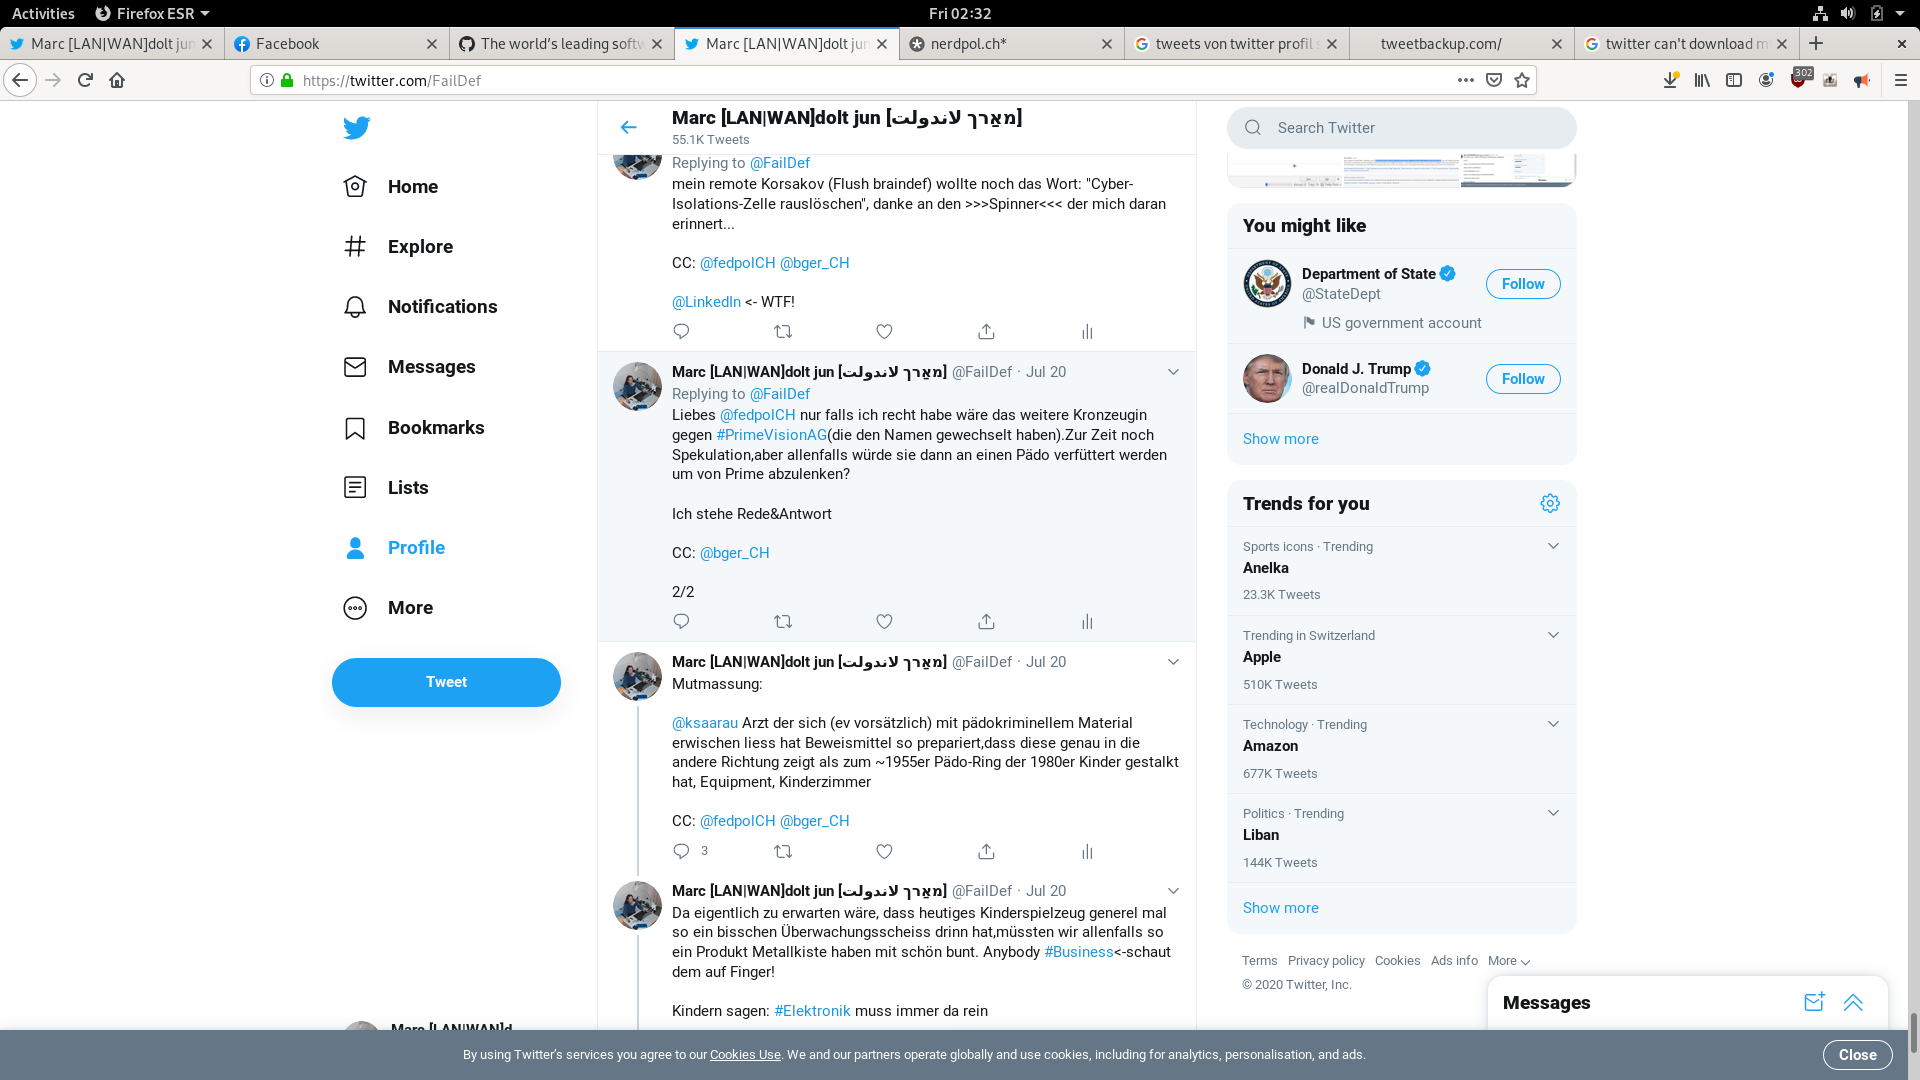 Activities Firefox ESR Fri 02:32
Marc [LAN|WAN]dolt jun Facebook The world's leading softw Marc [LAN|WAN]dolt jun nerdpol.ch* tweets von twitter profil s tweetbackup.com/ twitter can't download m
https://twitter.com/FailDef
302
Home
Explore
Notifications
Messages
Bookmarks
Lists
Profile
More
Tweet
Marc [LAN|WAN]d
Marc [LAN|WAN]dolt jun [מאַרך לאנדולט]
55.1K Tweets
Replying to @FailDef
mein remote Korsakov (Flush braindef) wollte noch das Wort: "Cyber-
Isolations-Zelle rauslöschen", danke an den >>>Spinner<<< der mich daran
erinnert...
CC: @fedpolCH @bger_CH
@LinkedIn <- WTF!
Marc [LAN|WAN]dolt jun [מאַרך לאנדולט] @FailDef · Jul 20
Replying to @FailDef
Liebes @fedpolCH nur falls ich recht habe wäre das weitere Kronzeugin
gegen #PrimeVisionAG(die den Namen gewechselt haben).Zur Zeit noch
Spekulation,aber allenfalls würde sie dann an einen Pädo verfüttert werden
um von Prime abzulenken?
Ich stehe Rede&Antwort
CC: @bger_CH
2/2
Marc [LAN|WAN]dolt jun [מאַרך לאנדולט] @FailDef · Jul 20
Mutmassung:
@ksaarau Arzt der sich (ev vorsätzlich) mit pädokriminellem Material
erwischen liess hat Beweismittel so prepariert,dass diese genau in die
andere Richtung zeigt als zum ~1955er Pädo-Ring der 1980er Kinder gestalkt
hat, Equipment, Kinderzimmer
CC: @fedpolCH @bger_CH
3
Marc [LAN|WAN]dolt jun [מאַרך לאנדולט] @FailDef · Jul 20
Da eigentlich zu erwarten wäre, dass heutiges Kinderspielzeug generel mal
so ein bisschen Überwachungsscheiss drinn hat,müssten wir allenfalls so
ein Produkt Metallkiste haben mit schön bunt. Anybody #Business<-schaut
dem auf Finger!
Kindern sagen: #Elektronik muss immer da rein
Search Twitter
You might like
Department of State
@StateDept
US government account
Follow
Donald J. Trump
@realDonaldTrump
Follow
Show more
Trends for you
Sports icons · Trending
Anelka
23.3K Tweets
Trending in Switzerland
Apple
510K Tweets
Technology · Trending
Amazon
677K Tweets
Politics · Trending
Liban
144K Tweets
Show more
Terms Privacy policy Cookies Ads info More
© 2020 Twitter, Inc.
Messages
By using Twitter's services you agree to our Cookies Use. We and our partners operate globally and use cookies, including for analytics, personalisation, and ads.
Close